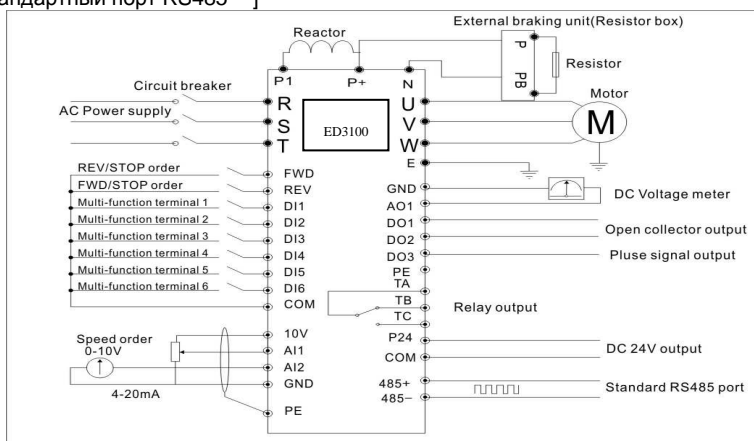 андартный порт RS485      ]
Reactor
External braking unit(Resistor box)
P
PB
Resistor
P1
P+
N
Circuit breaker
AC Power supply
R
S
T
ED3100
U
V
W
E
Motor
M
REV/STOP order
FWD/STOP order
Multi-function terminal 1
Multi-function terminal 2
Multi-function terminal 3
Multi-function terminal 4
Multi-function terminal 5
Multi-function terminal 6
FWD
REV
DI1
DI2
DI3
DI4
DI5
DI6
COM
GND
AO1
DO1
DO2
DO3
PE
TA
TB
TC
P24
COM
485+
485−
DC Voltage meter
Open collector output
Pluse signal output
Relay output
DC 24V output
Standard RS485 port
Speed order
0-10V
4-20mA
10V
AI1
AI2
GND
PE